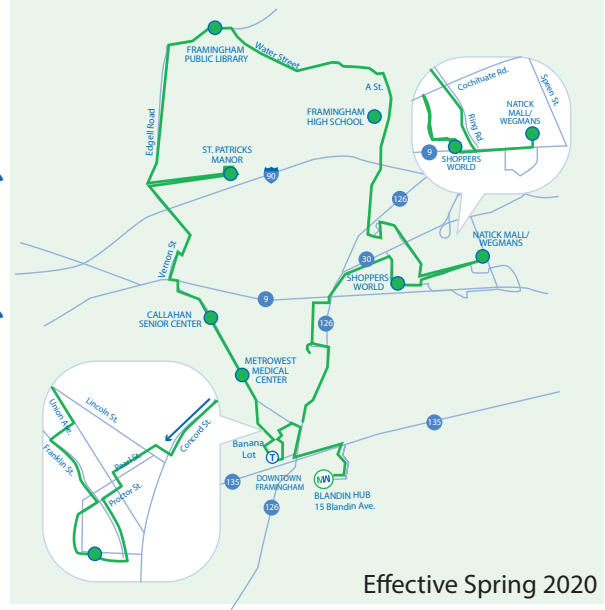 FRAMINGHAM
PUBLIC LIBRARY
Water Street
A St.
FRAMINGHAM
HIGH SCHOOL
Edgell Road
ST. PATRICKS
MANOR
90
126
Cochituate Rd.
Speen St.
Ring Rd.
NATICK
MALL/
WEGMANS
9
SHOPPERS
WORLD
NATICK MALL/
WEGMANS
30
SHOPPERS
WORLD
Vernon St
9
CALLAHAN
SENIOR CENTER
126
METROWEST
MEDICAL
CENTER
Lincoln St.
Union Ave.
Concord St.
Franklin St.
Pearl St.
Proctor St.
Banana
Lot
T
135
DOWNTOWN
FRAMINGHAM
135
126
MW
BLANDIN HUB
15 Blandin Ave.
Effective Spring 2020